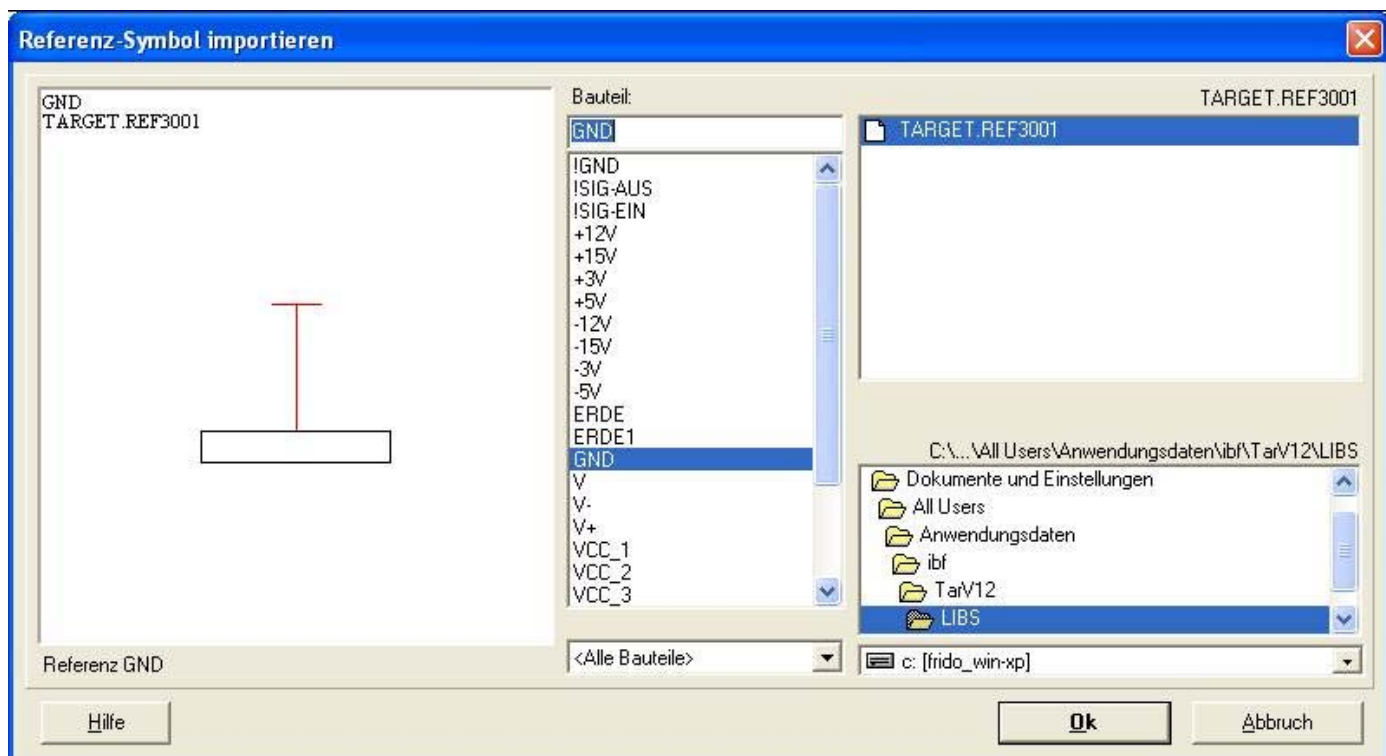 Referenz-Symbol importieren
GND
TARGET.REF3001
Referenz GND
Bauteil:
GND
!GND
!SIG-AUS
!SIG-EIN
+12V
+15V
+3V
+5V
-12V
-15V
-3V
-5V
ERDE
ERDE1
GND
V
V-
V+
VCC_1
VCC_2
VCC_3
<Alle Bauteile>
TARGET.REF3001
TARGET.REF3001
C:\...\All Users\Anwendungsdaten\ibf\TarV12\LIBS
Dokumente und Einstellungen
All Users
Anwendungsdaten
ibf
TarV12
LIBS
c: [frido_win-xp]
Hilfe
Ok
Abbruch